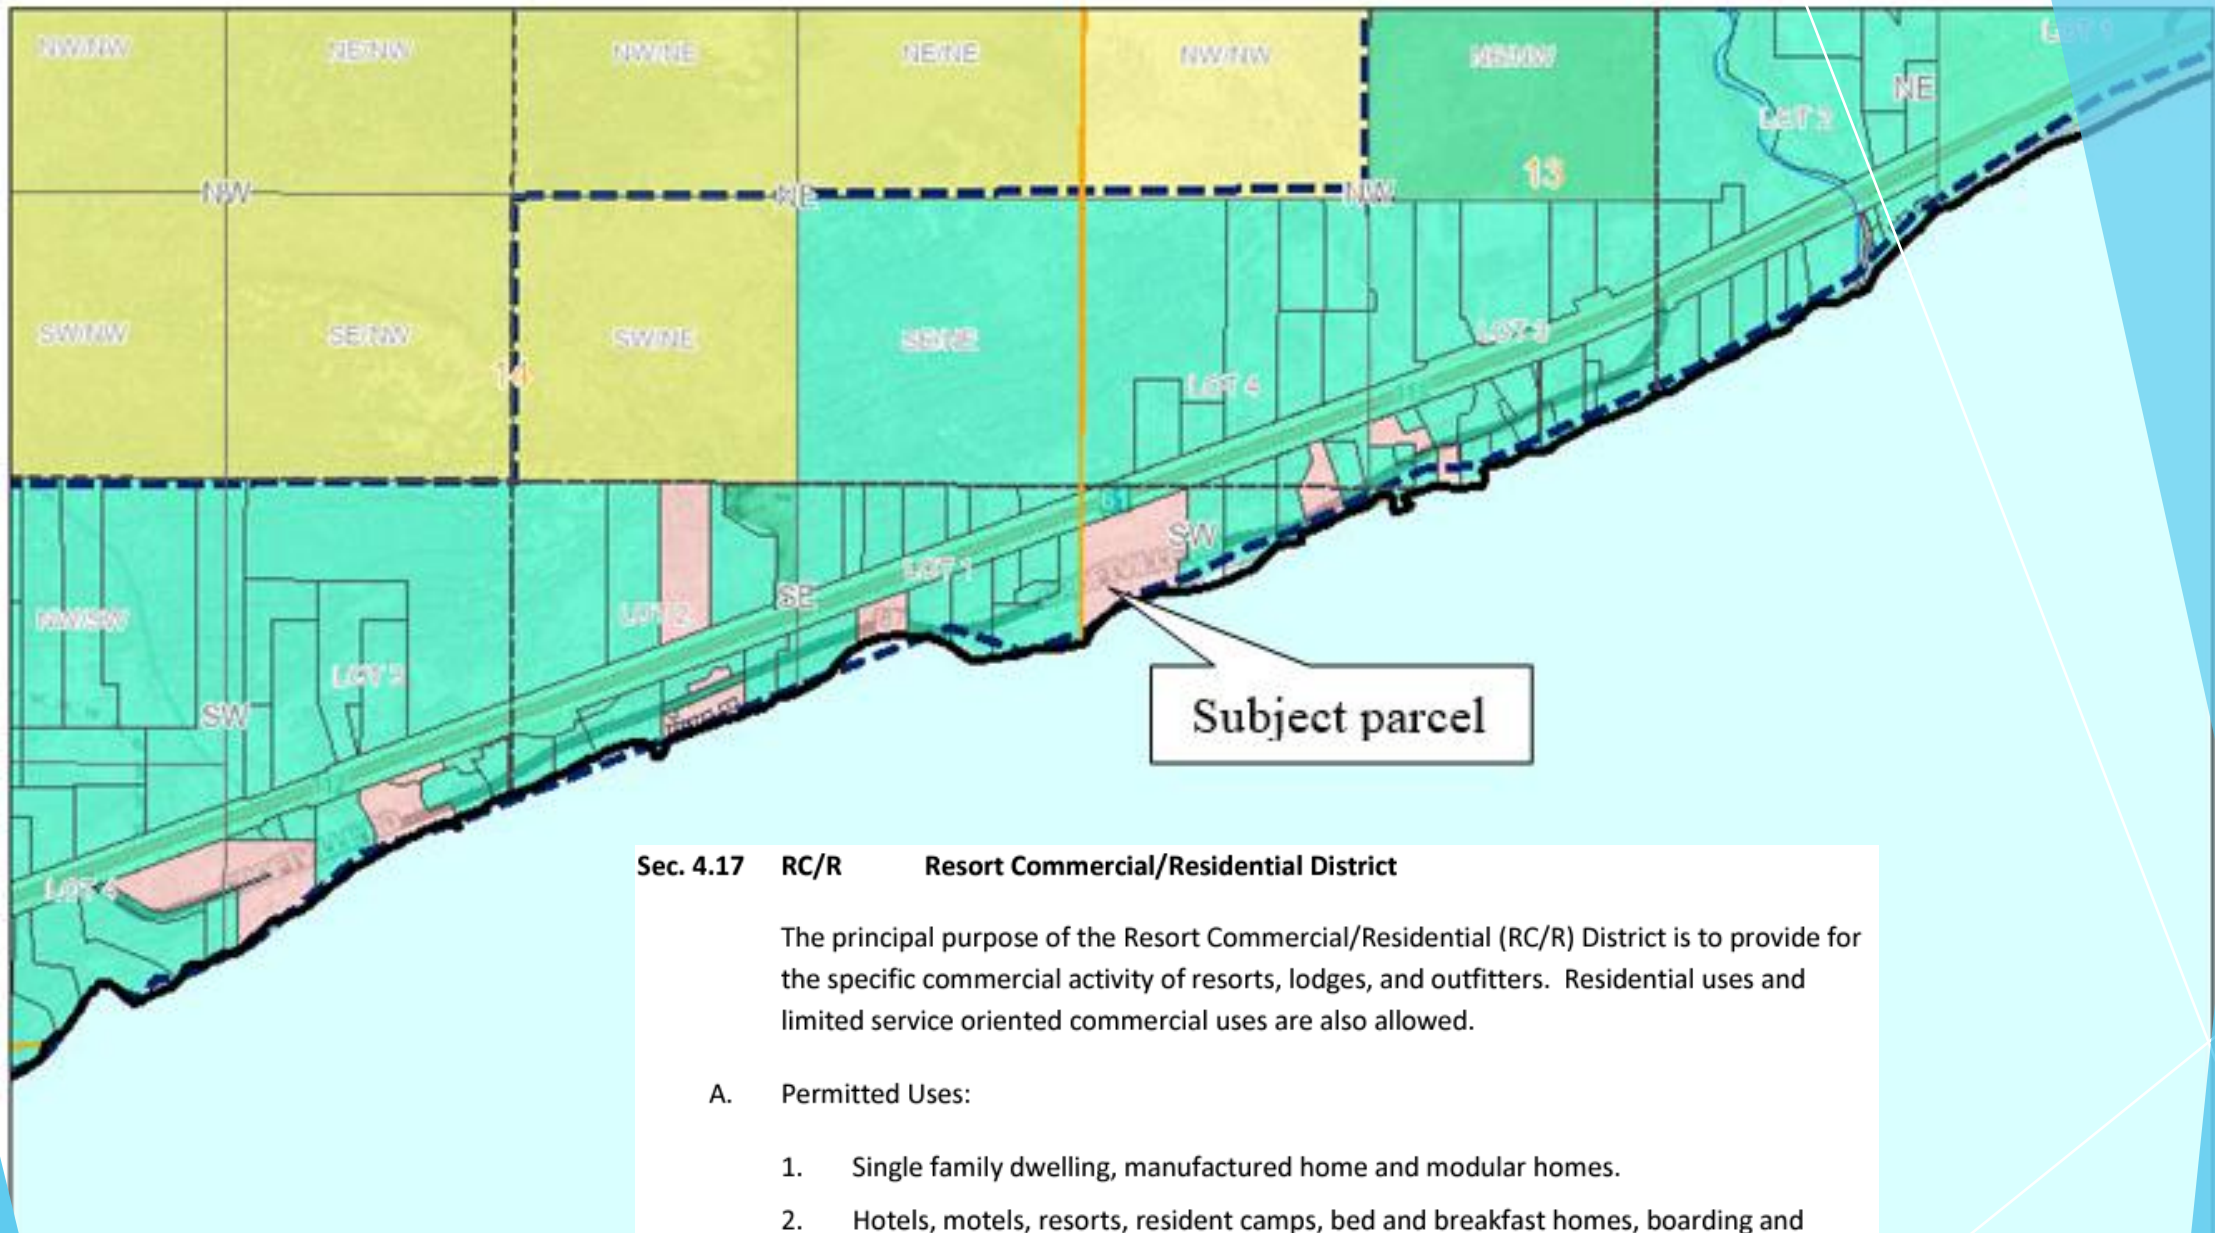 NW/NW
NE/NW
NW/NE
NE/NE
NW/NW
NE/NW
LOT 1
NE
LOT 2
13
NW
NE
NW
SW/NW
SE/NW
SW/NE
SE/NE
LOT 3
14
LOT 4
61
SW
LOT 1
SE
NW/SW
LOT 2
LOT 3
SW
Subject parcel
LOT 4
Sec. 4.17 RC/R Resort Commercial/Residential District
The principal purpose of the Resort Commercial/Residential (RC/R) District is to provide for
the specific commercial activity of resorts, lodges, and outfitters. Residential uses and
limited service oriented commercial uses are also allowed.
A. Permitted Uses:
1. Single family dwelling, manufactured home and modular homes.
2. Hotels, motels, resorts, resident camps, bed and breakfast homes, boarding and